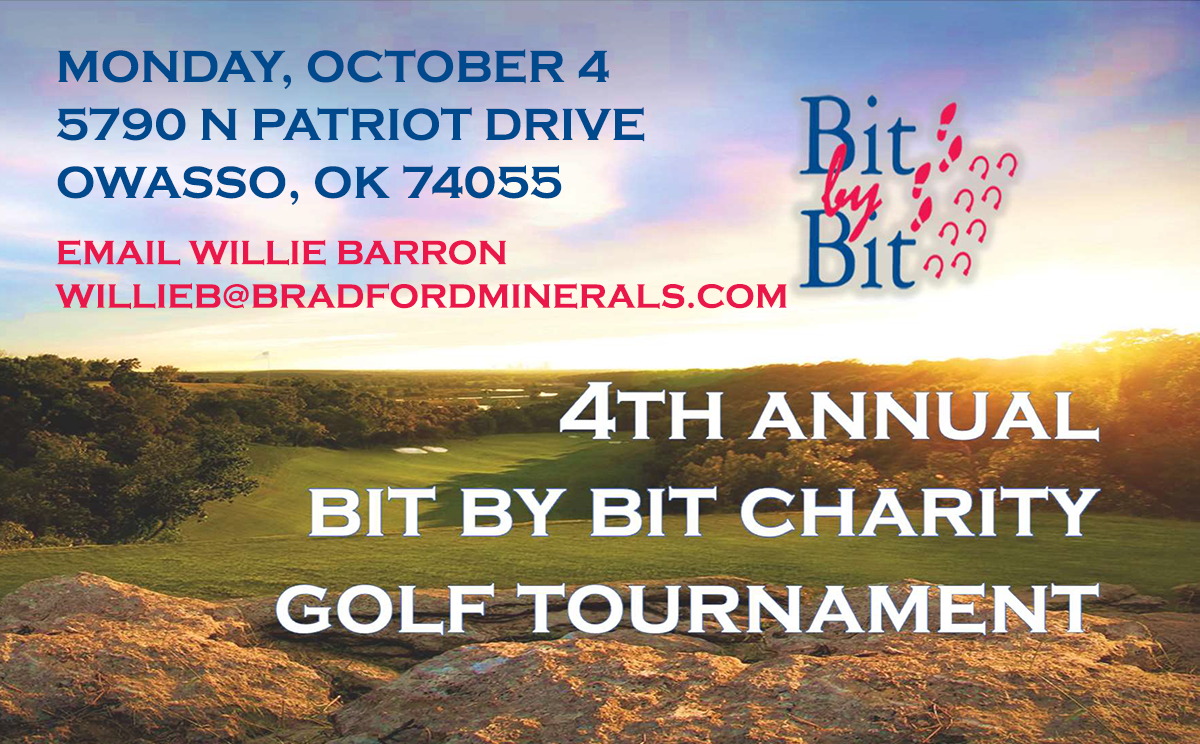 MONDAY, OCTOBER 4
5790 N PATRIOT DRIVE
OWASSO, OK 74055
EMAIL WILLIE BARRON
WILLIEB@BRADFORDMINERALS.COM
Bit
by
Bit
4TH ANNUAL
BIT BY BIT CHARITY
GOLF TOURNAMENT